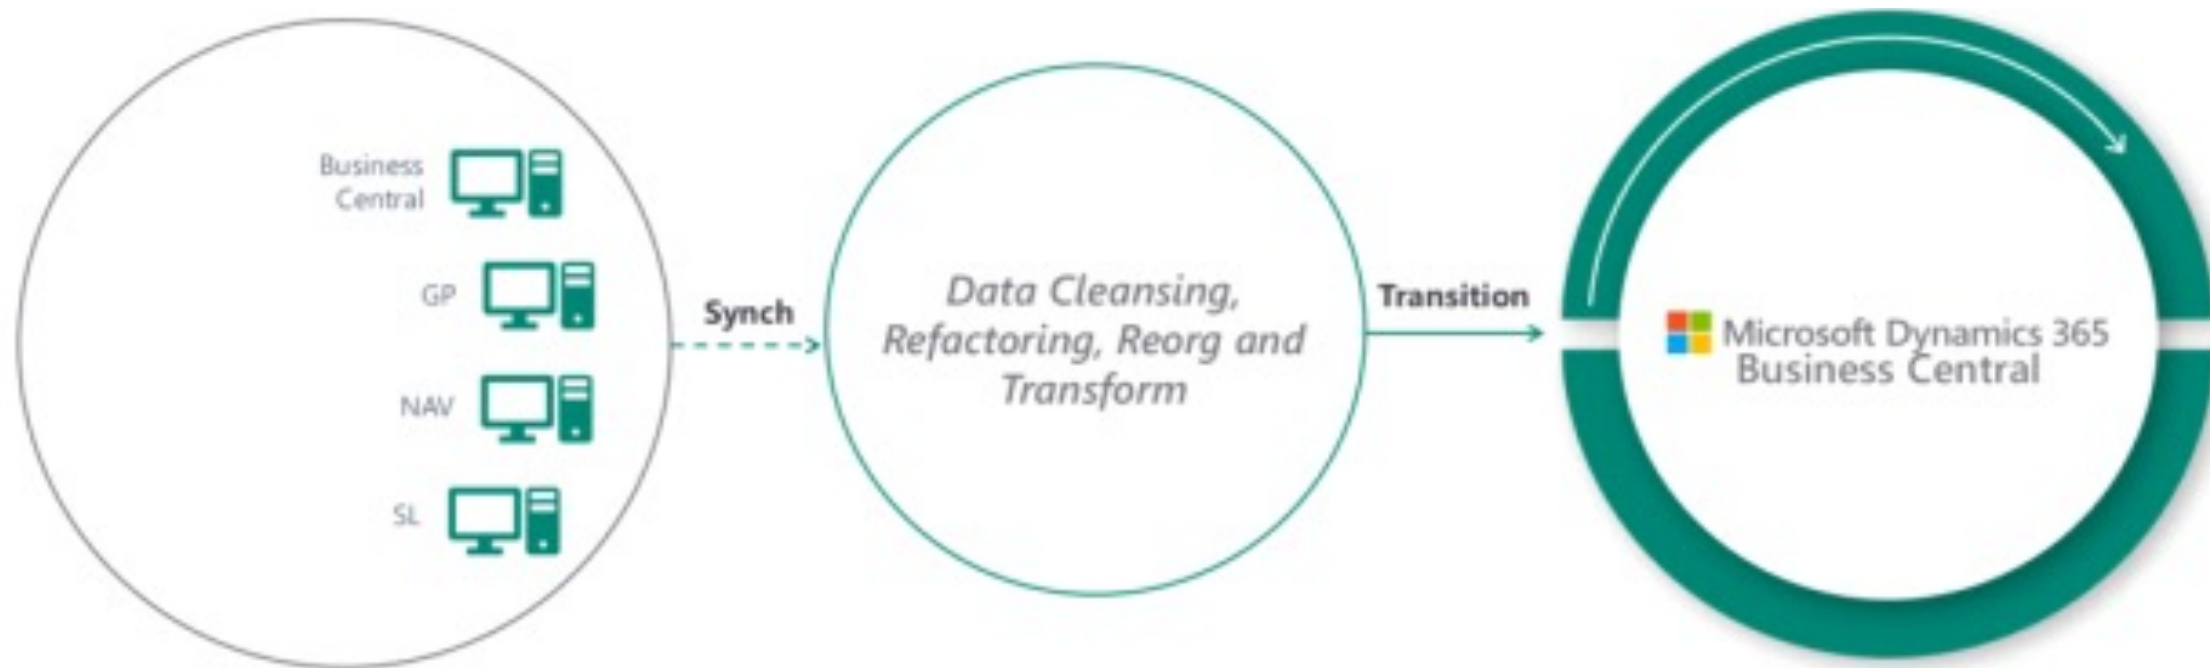 Business
Central
GP
NAV
SL
Synch
Data Cleansing,
Refactoring, Reorg and
Transform
Transition
Microsoft Dynamics 365
Business Central